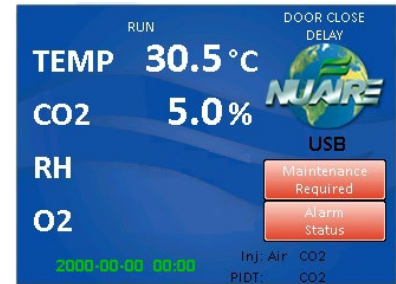 RUN
DOOR CLOSE
DELAY
TEMP 30.5 °C
NUAIRE
CO2 5.0 %
USB
RH
Maintenance
Required
O2
Alarm
Status
2000-00-00 00:00
Inj: Air CO2
PIDT: CO2